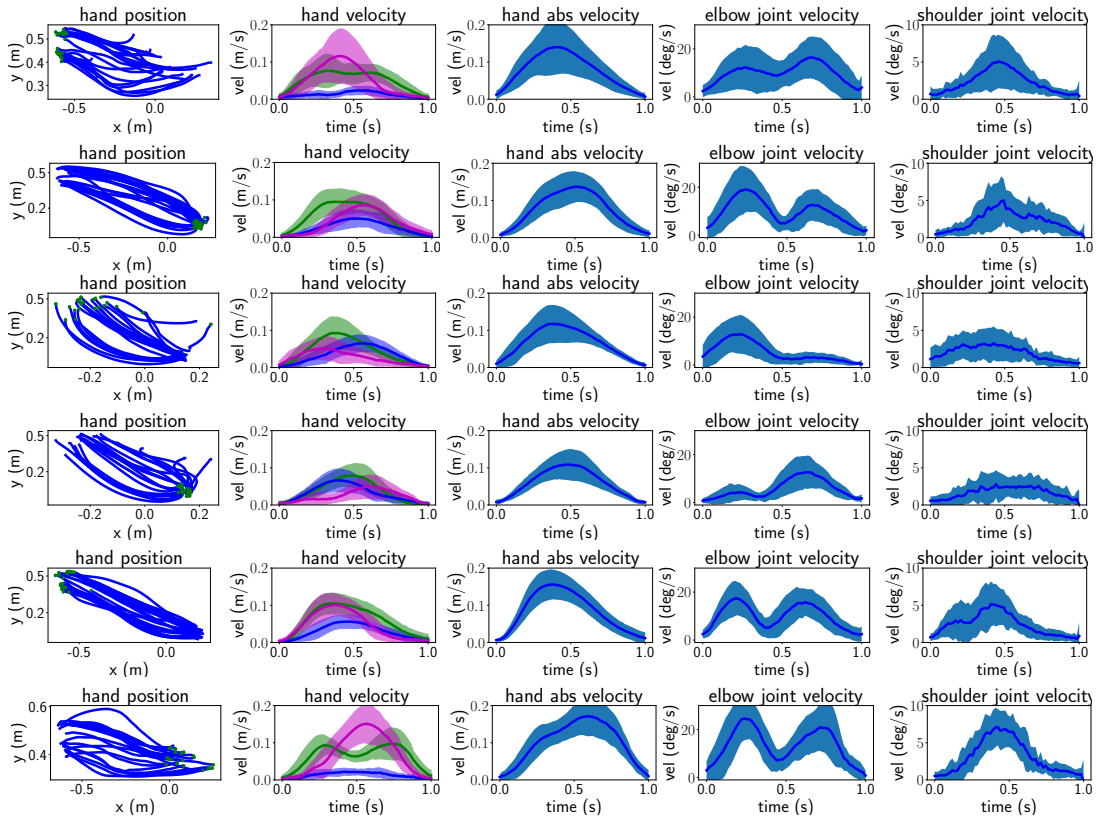 hand position
y (m)
0.5
0.4
0.3
-0.5 0.0
x (m)
hand velocity
vel (m/s)
0.2
0.1
0.0
0.0 0.5 1.0
time (s)
hand abs velocity
vel (m/s)
0.2
0.1
0.0
0.0 0.5 1.0
time (s)
elbow joint velocity
vel (deg/s)
20
0
0.0 0.5 1.0
time (s)
shoulder joint velocity
vel (deg/s)
10
5
0
0.0 0.5 1.0
time (s)
hand position
y (m)
0.5
0.2
-0.5 0.0
x (m)
hand velocity
vel (m/s)
0.2
0.1
0.0
0.0 0.5 1.0
time (s)
hand abs velocity
vel (m/s)
0.2
0.1
0.0
0.0 0.5 1.0
time (s)
elbow joint velocity
vel (deg/s)
20
0
0.0 0.5 1.0
time (s)
shoulder joint velocity
vel (deg/s)
10
5
0
0.0 0.5 1.0
time (s)
hand position
y (m)
0.5
0.2
-0.2 0.0 0.2
x (m)
hand velocity
vel (m/s)
0.2
0.1
0.0
0.0 0.5 1.0
time (s)
hand abs velocity
vel (m/s)
0.2
0.1
0.0
0.0 0.5 1.0
time (s)
elbow joint velocity
vel (deg/s)
20
0
0.0 0.5 1.0
time (s)
shoulder joint velocity
vel (deg/s)
10
5
0
0.0 0.5 1.0
time (s)
hand position
y (m)
0.5
0.2
-0.2 0.0 0.2
x (m)
hand velocity
vel (m/s)
0.2
0.1
0.0
0.0 0.5 1.0
time (s)
hand abs velocity
vel (m/s)
0.2
0.1
0.0
0.0 0.5 1.0
time (s)
elbow joint velocity
vel (deg/s)
20
0
0.0 0.5 1.0
time (s)
shoulder joint velocity
vel (deg/s)
10
5
0
0.0 0.5 1.0
time (s)
hand position
y (m)
0.5
0.2
-0.5 0.0
x (m)
hand velocity
vel (m/s)
0.2
0.1
0.0
0.0 0.5 1.0
time (s)
hand abs velocity
vel (m/s)
0.2
0.1
0.0
0.0 0.5 1.0
time (s)
elbow joint velocity
vel (deg/s)
20
0
0.0 0.5 1.0
time (s)
shoulder joint velocity
vel (deg/s)
10
5
0
0.0 0.5 1.0
time (s)
hand position
y (m)
0.6
0.4
-0.5 0.0
x (m)
hand velocity
vel (m/s)
0.2
0.1
0.0
0.0 0.5 1.0
time (s)
hand abs velocity
vel (m/s)
0.2
0.1
0.0
0.0 0.5 1.0
time (s)
elbow joint velocity
vel (deg/s)
20
0
0.0 0.5 1.0
time (s)
shoulder joint velocity
vel (deg/s)
10
5
0
0.0 0.5 1.0
time (s)